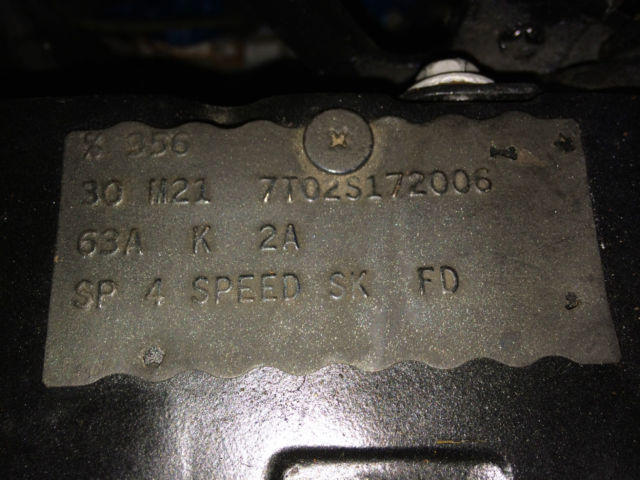 X 356
30 M21 7T02S172006
63A K 2A
SP 4 SPEED SK FD